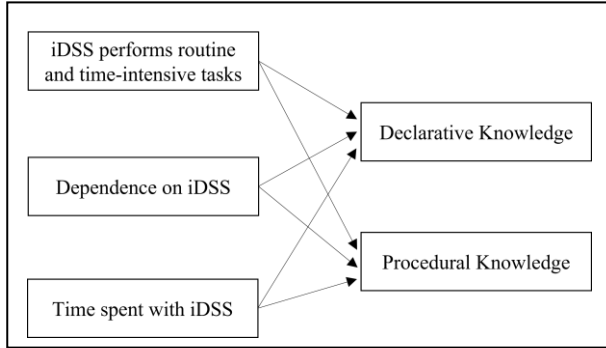 iDSS performs routine
and time-intensive tasks
Declarative Knowledge
Dependence on iDSS
Procedural Knowledge
Time spent with iDSS